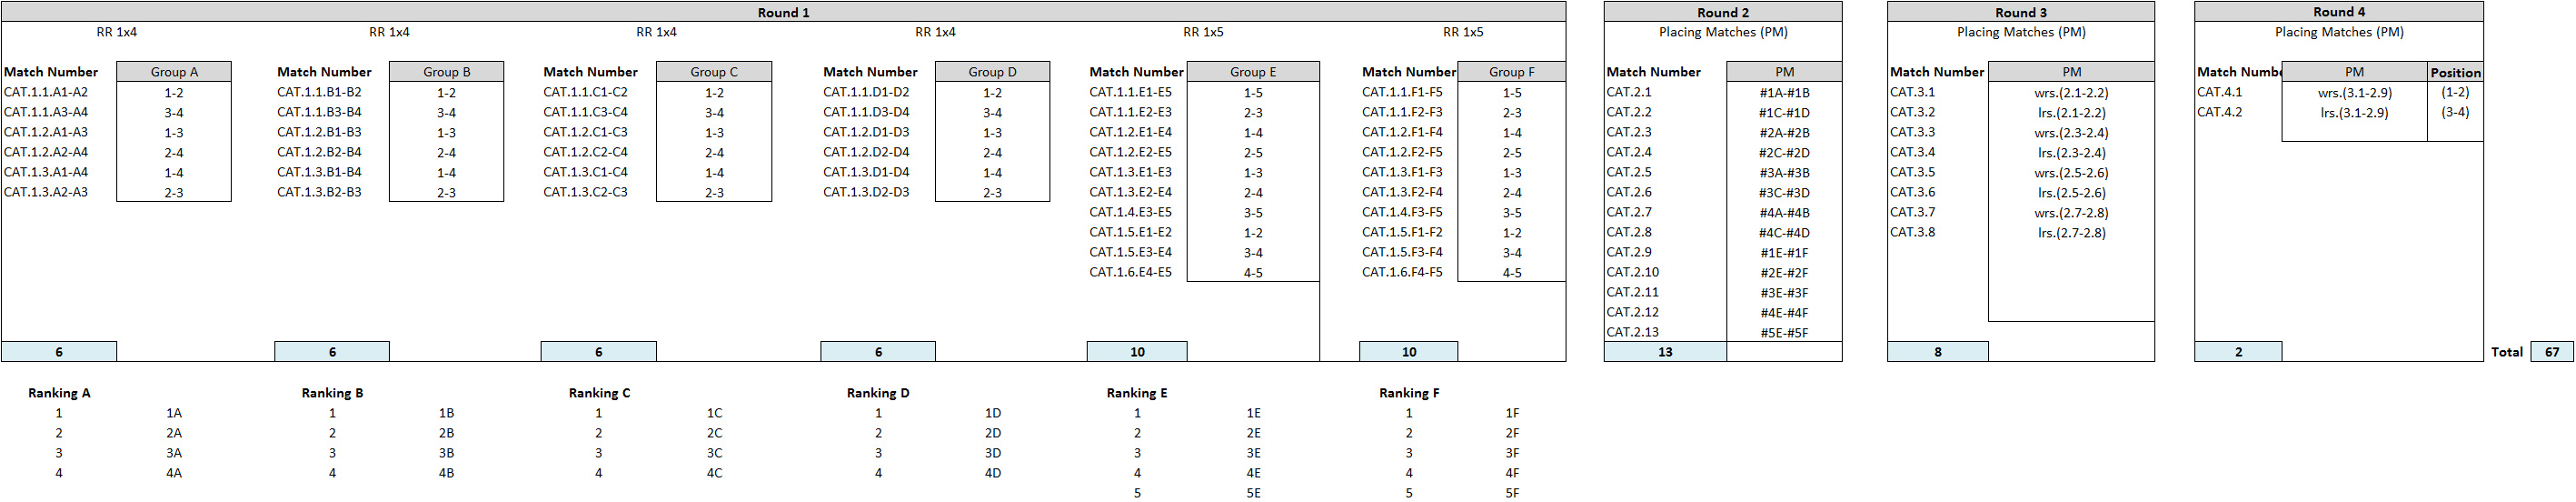 Round 1 Round 2 Round 3 Round 4
RR 1x4 RR 1x4 RR 1x4 RR 1x4 RR 1x5 RR 1x5 Placing Matches (PM) Placing Matches (PM) Placing Matches (PM)
Match Number Group A Match Number Group B Match Number Group C Match Number Group D Match Number Group E Match Number Group F Match Number PM Match Number PM Match Numbe PM Position
CAT.1.1.A1-A2 1-2 CAT.1.1.B1-B2 1-2 CAT.1.1.C1-C2 1-2 CAT.1.1.D1-D2 1-2 CAT.1.1.E1-E5 1-5 CAT.1.1.F1-F5 1-5 CAT.2.1 #1A-#1B CAT.3.1 wrs.(2.1-2.2) CAT.4.1 wrs.(3.1-2.9) (1-2)
CAT.1.1.A3-A4 3-4 CAT.1.1.B3-B4 3-4 CAT.1.1.C3-C4 3-4 CAT.1.1.D3-D4 3-4 CAT.1.1.E2-E3 2-3 CAT.1.1.F2-F3 2-3 CAT.2.2 #1C-#1D CAT.3.2 lrs.(2.1-2.2) CAT.4.2 lrs.(3.1-2.9) (3-4)
CAT.1.2.A1-A3 1-3 CAT.1.2.B1-B3 1-3 CAT.1.2.C1-C3 1-3 CAT.1.2.D1-D3 1-3 CAT.1.2.E1-E4 1-4 CAT.1.2.F1-F4 1-4 CAT.2.3 #2A-#2B CAT.3.3 wrs.(2.3-2.4)
CAT.1.2.A2-A4 2-4 CAT.1.2.B2-B4 2-4 CAT.1.2.C2-C4 2-4 CAT.1.2.D2-D4 2-4 CAT.1.2.E2-E5 2-5 CAT.1.2.F2-F5 2-5 CAT.2.4 #2C-#2D CAT.3.4 lrs.(2.3-2.4)
CAT.1.3.A1-A4 1-4 CAT.1.3.B1-B4 1-4 CAT.1.3.C1-C4 1-4 CAT.1.3.D1-D4 1-4 CAT.1.3.E1-E3 1-3 CAT.1.3.F1-F3 1-3 CAT.2.5 #3A-#3B CAT.3.5 wrs.(2.5-2.6)
CAT.1.3.A2-A3 2-3 CAT.1.3.B2-B3 2-3 CAT.1.3.C2-C3 2-3 CAT.1.3.D2-D3 2-3 CAT.1.3.E2-E4 2-4 CAT.1.3.F2-F4 2-4 CAT.2.6 #3C-#3D CAT.3.6 lrs.(2.5-2.6)
CAT.1.4.E3-E5 3-5 CAT.1.4.F3-F5 3-5 CAT.2.7 #4A-#4B CAT.3.7 wrs.(2.7-2.8)
CAT.1.5.E1-E2 1-2 CAT.1.5.F1-F2 1-2 CAT.2.8 #4C-#4D CAT.3.8 lrs.(2.7-2.8)
CAT.1.5.E3-E4 3-4 CAT.1.5.F3-F4 3-4 CAT.2.9 #1E-#1F
CAT.1.6.E4-E5 4-5 CAT.1.6.F4-F5 4-5 CAT.2.10 #2E-#2F
CAT.2.11 #3E-#3F
CAT.2.12 #4E-#4F
CAT.2.13 #5E-#5F
6 6 6 6 10 10 13 8 2 Total 67
Ranking A Ranking B Ranking C Ranking D Ranking E Ranking F
1 1A 1 1B 1 1C 1 1D 1 1E 1 1F
2 2A 2 2B 2 2C 2 2D 2 2E 2 2F
3 3A 3 3B 3 3C 3 3D 3 3E 3 3F
4 4A 4 4B 4 4C 4 4D 4 4E 4 4F
5 5E 5 5F